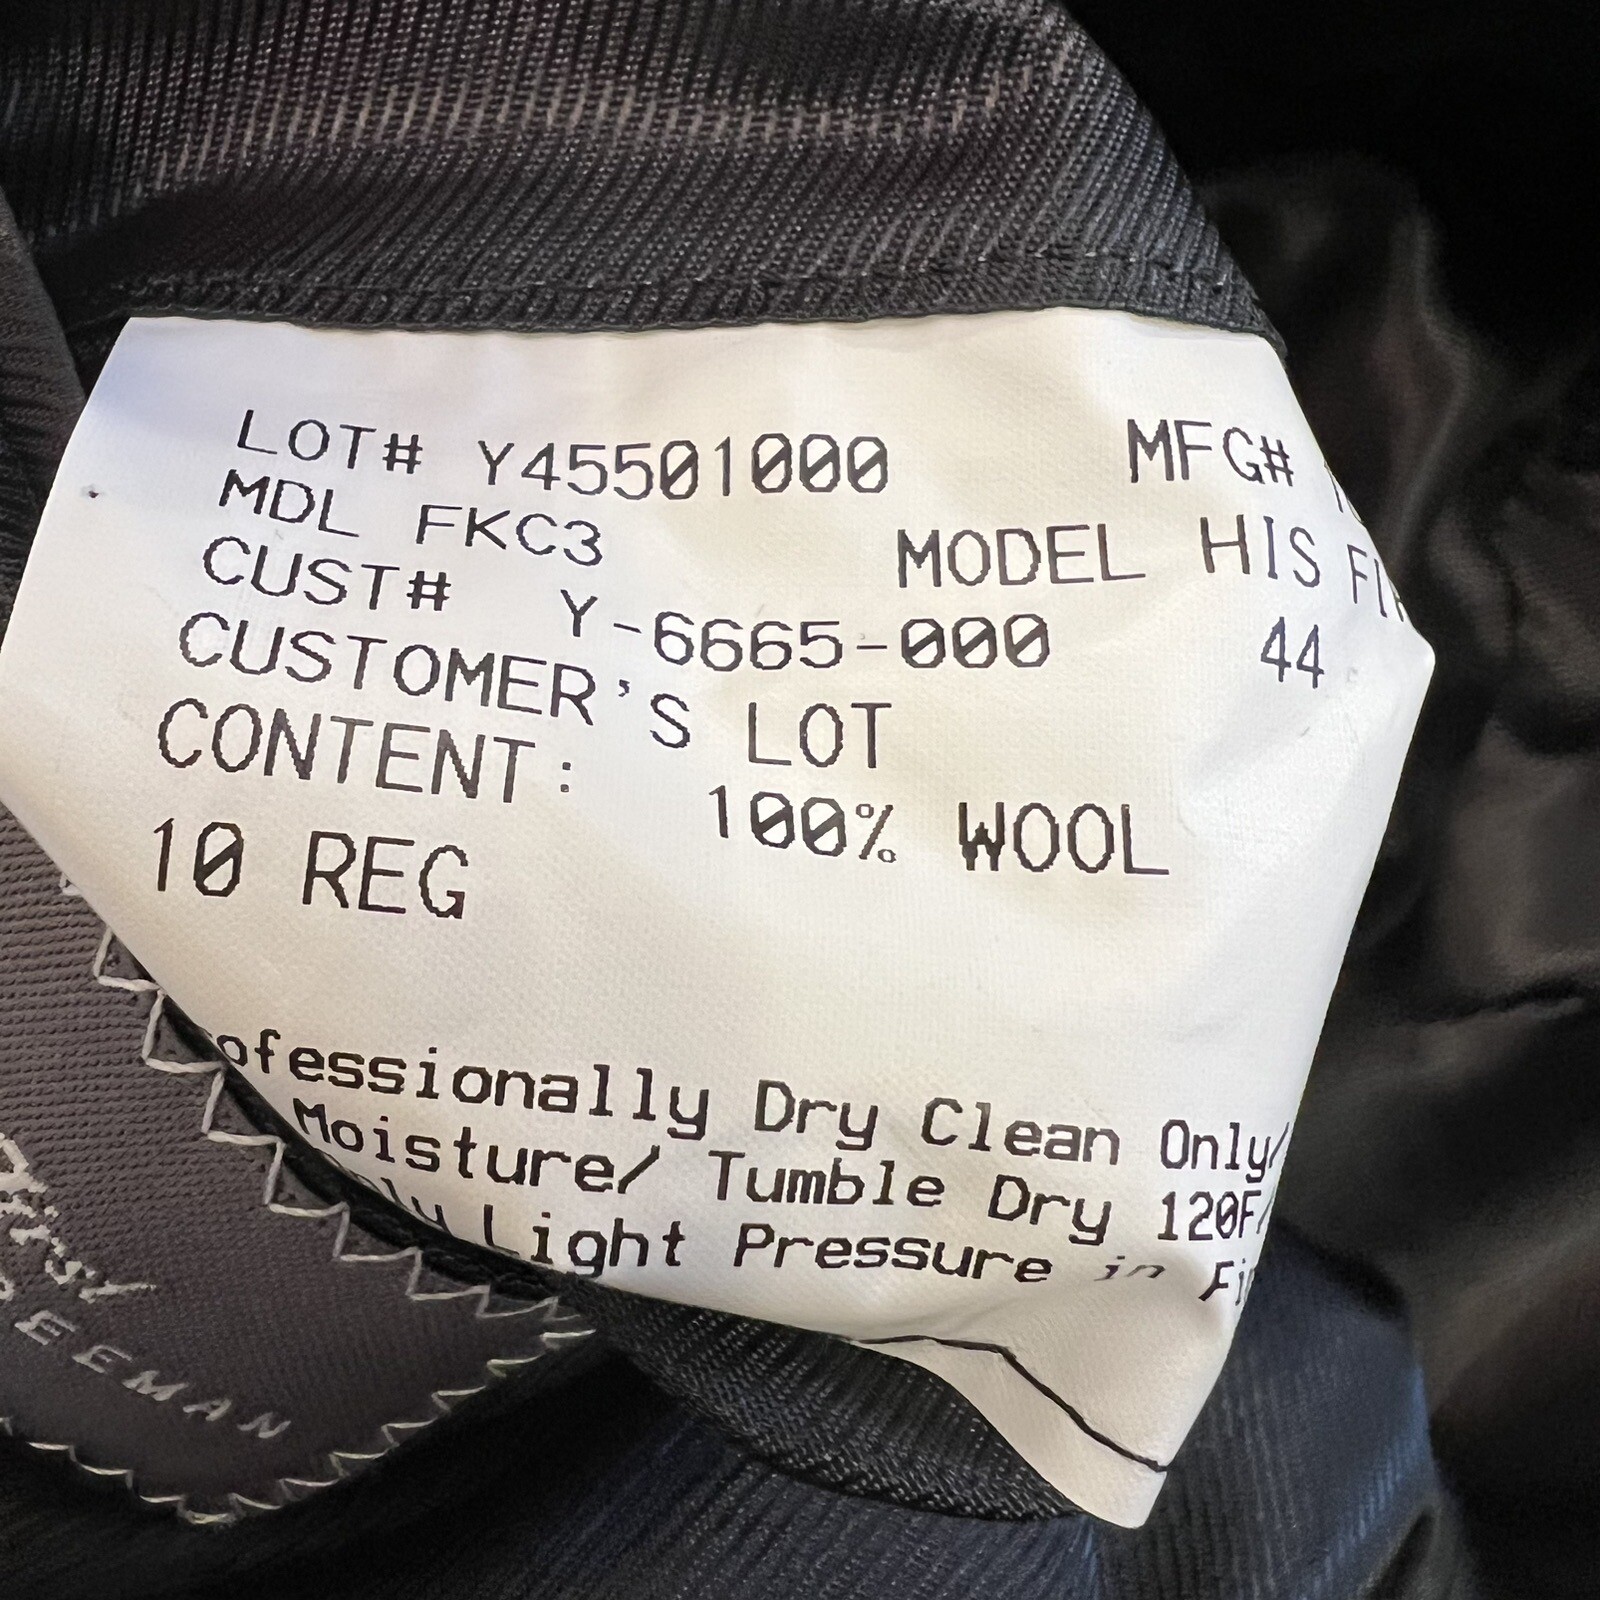 LOT# Y45501000 MFG#
MDL FKC3 MODEL HIS
CUST# Y-6665-000 44
CUSTOMER'S LOT
CONTENT: 100% WOOL
10 REG
ofessionally Dry Clean Only/
Moisture/ Tumble Dry 120F/
Light Pressure in
EEMAN